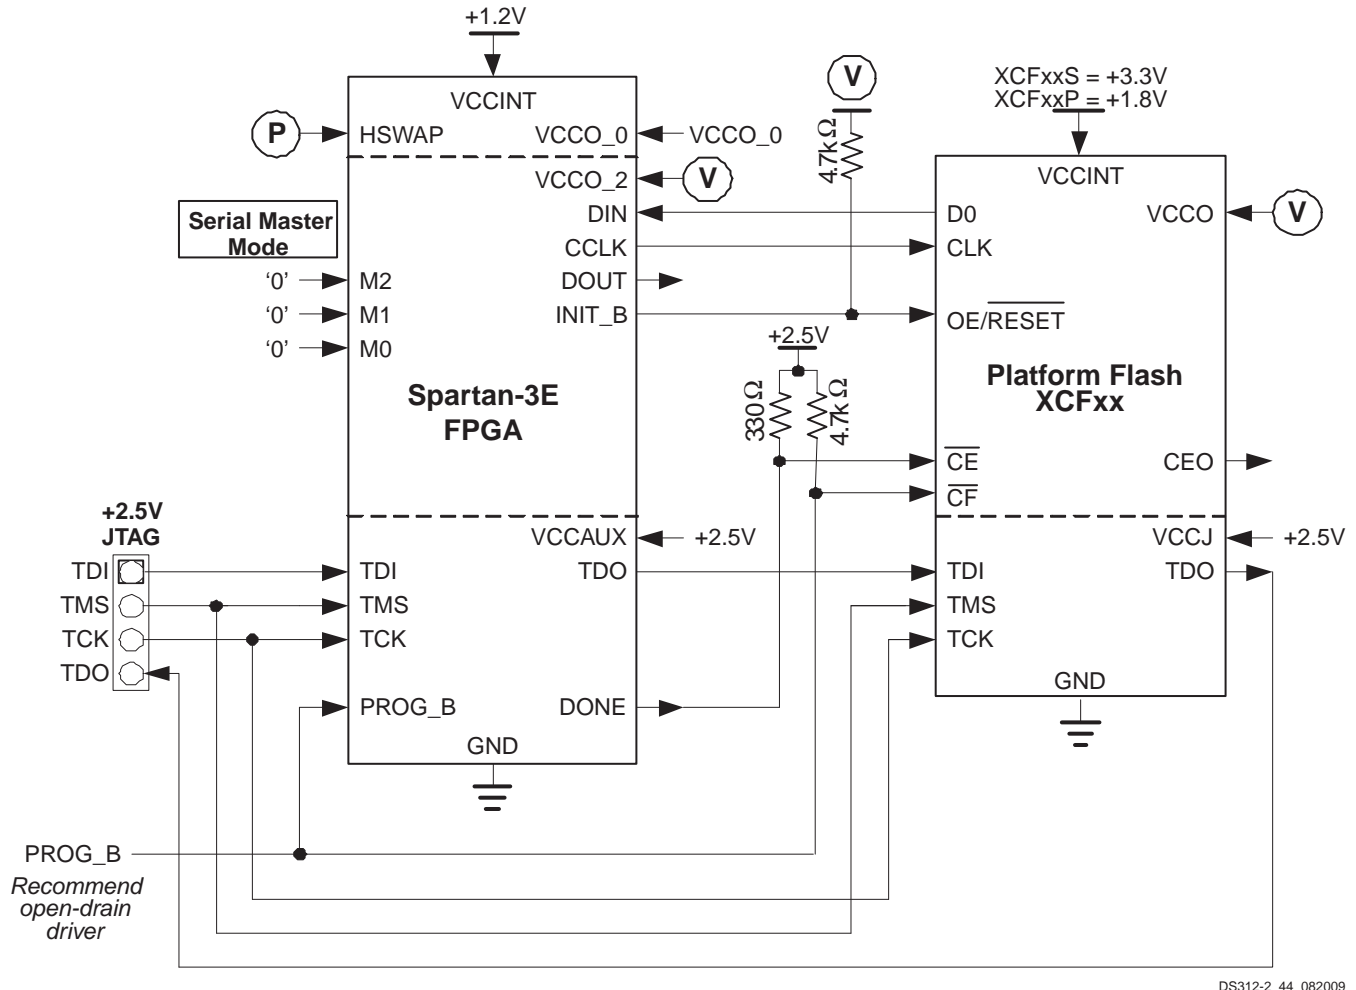 +1.2V
VCCINT
P
HSWAP
VCCO_0
VCCO_0
VCCO_2
V
DIN
CCLK
DOUT
INIT_B
Serial Master
Mode
'0'
M2
'0'
M1
'0'
M0
Spartan-3E
FPGA
V
4.7kΩ
XCFxxS = +3.3V
XCFxxP = +1.8V
VCCINT
D0
VCCO
V
CLK
OE/RESET
+2.5V
330Ω
4.7kΩ
Platform Flash
XCFxx
CE
CEO
CF
+2.5V
JTAG
TDI
TMS
TCK
TDO
VCCAUX
+2.5V
TDI
TDO
TMS
TCK
PROG_B
DONE
GND
VCCJ
+2.5V
TDI
TDO
TMS
TCK
GND
PROG_B
Recommend
open-drain
driver
DS312-2_44_082009